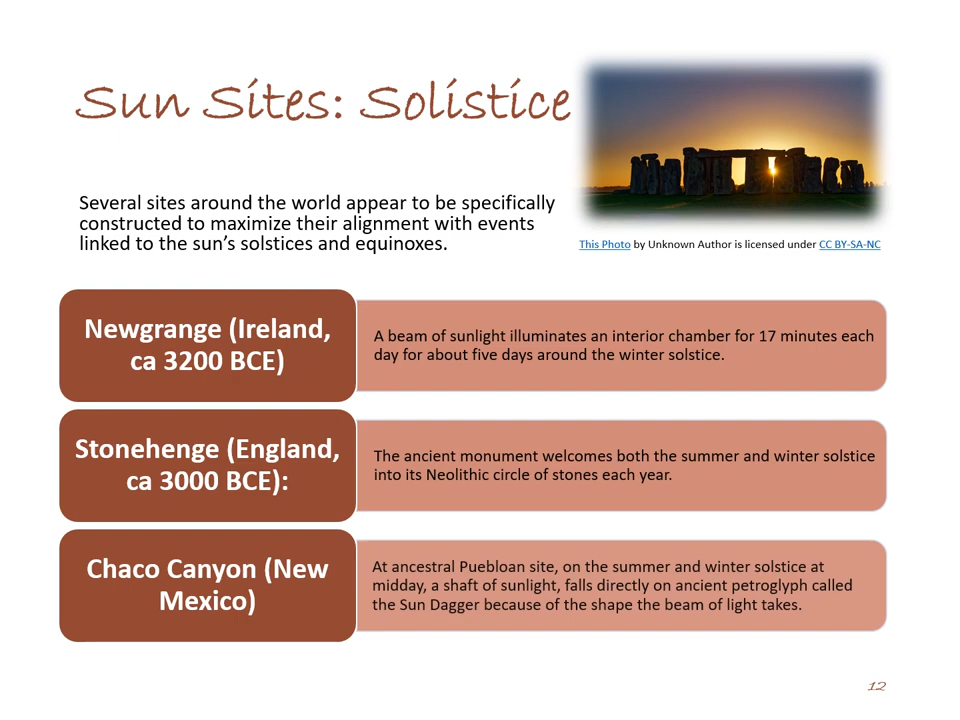 Sun Sites: Solistice
Several sites around the world appear to be specifically
constructed to maximize their alignment with events
linked to the sun’s solstices and equinoxes.
This Photo by Unknown Author is licensed under CC BY-SA-NC
Newgrange (Ireland,
ca 3200 BCE)
A beam of sunlight illuminates an interior chamber for 17 minutes each
day for about five days around the winter solstice.
Stonehenge (England,
ca 3000 BCE):
The ancient monument welcomes both the summer and winter solstice
into its Neolithic circle of stones each year.
Chaco Canyon (New
Mexico)
At ancestral Puebloan site, on the summer and winter solstice at
midday, a shaft of sunlight, falls directly on ancient petroglyph called
the Sun Dagger because of the shape the beam of light takes.
12